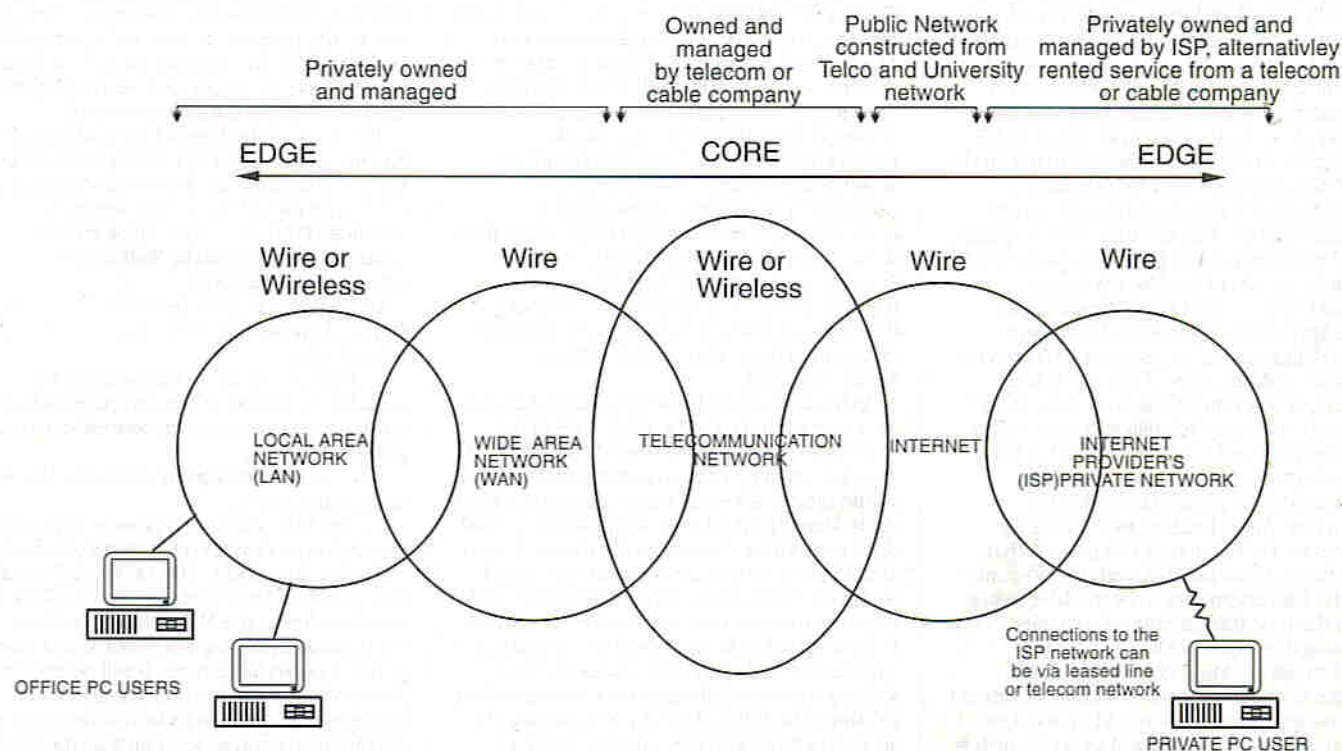 Privately owned
and managed
Owned and
managed
by telecom or
cable company
Public Network
constructed from
Telco and University
network
Privately owned and
managed by ISP, alternativley
rented service from a telecom
or cable company
EDGE
CORE
EDGE
Wire or
Wireless
Wire
Wire or
Wireless
Wire
Wire
LOCAL AREA
NETWORK
(LAN)
WIDE AREA
NETWORK
(WAN)
TELECOMMUNICATION
NETWORK
INTERNET
INTERNET
PROVIDER'S
(ISP)PRIVATE NETWORK
OFFICE PC USERS
Connections to the
ISP network can
be via leased line
or telecom network
PRIVATE PC USER